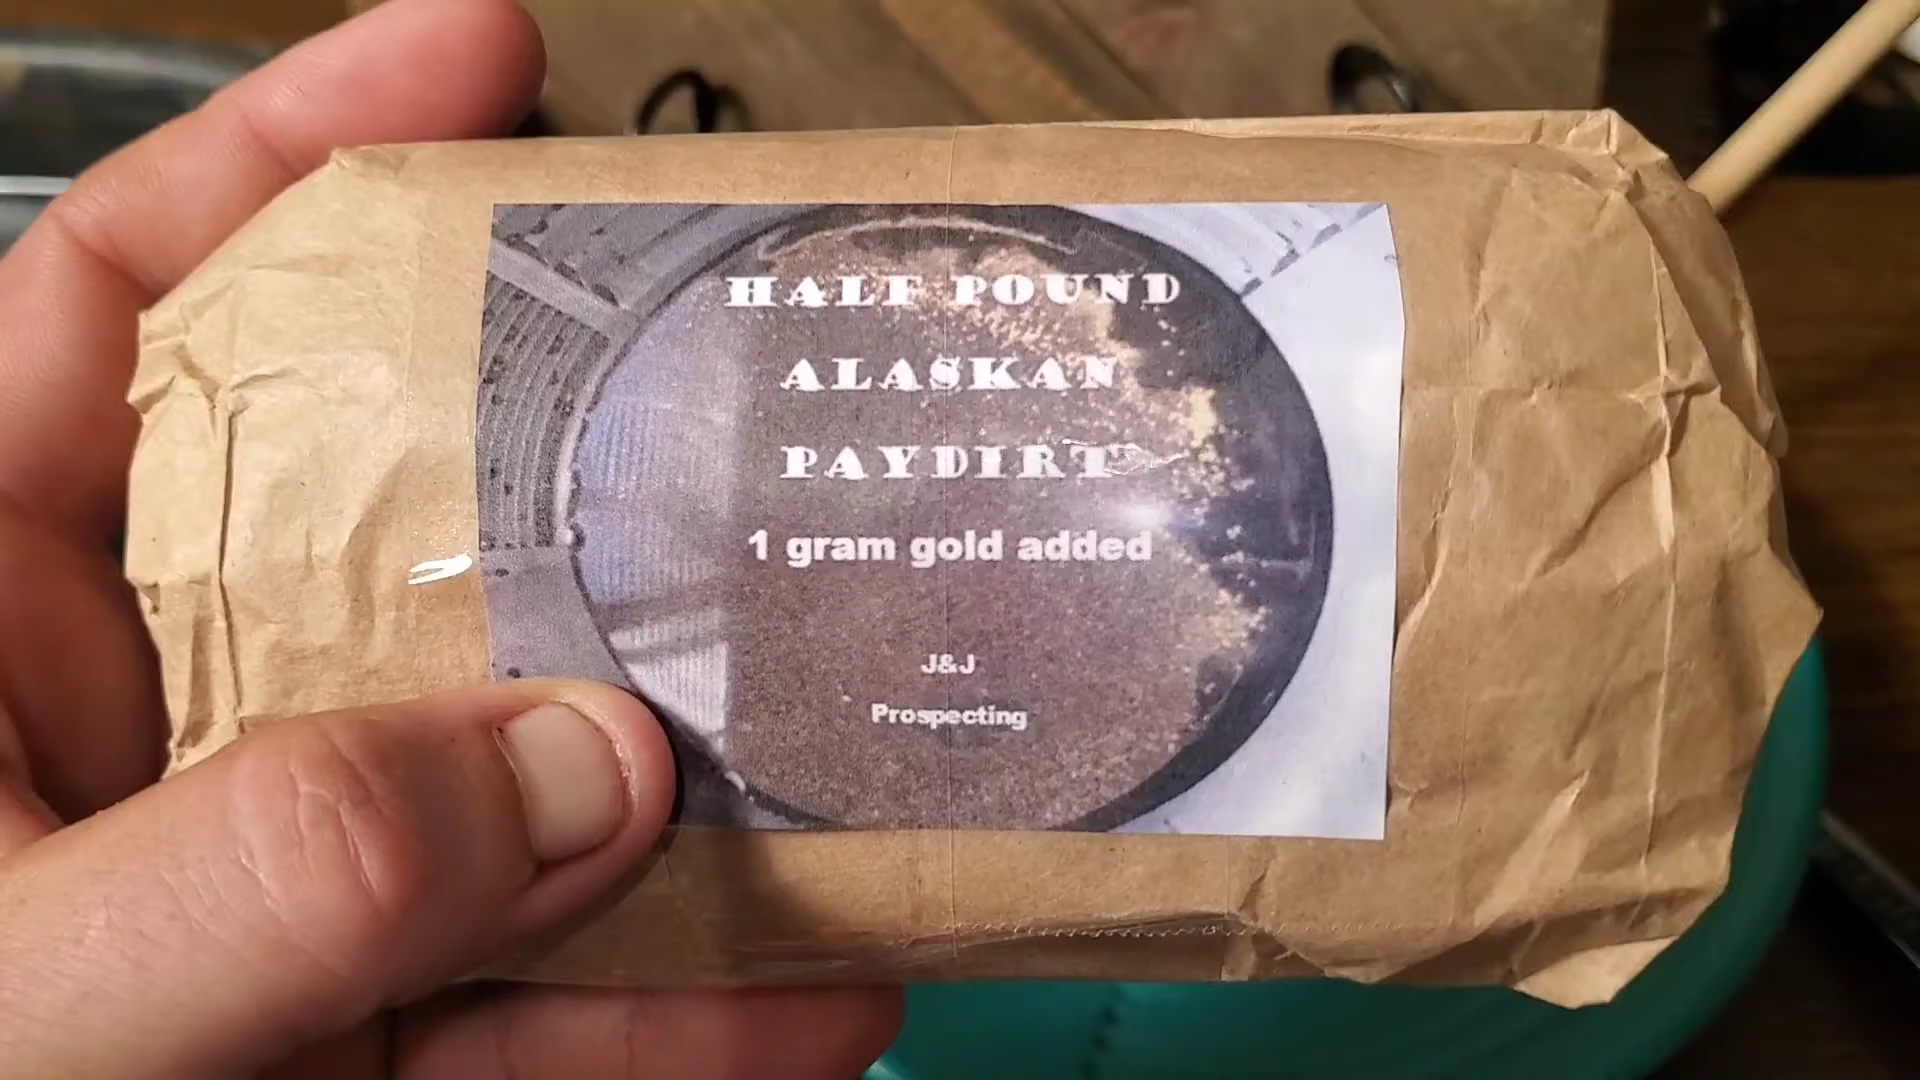 HALF POUND
ALASKAN
PAYDIRT
1 gram gold added
J&J
Prospecting